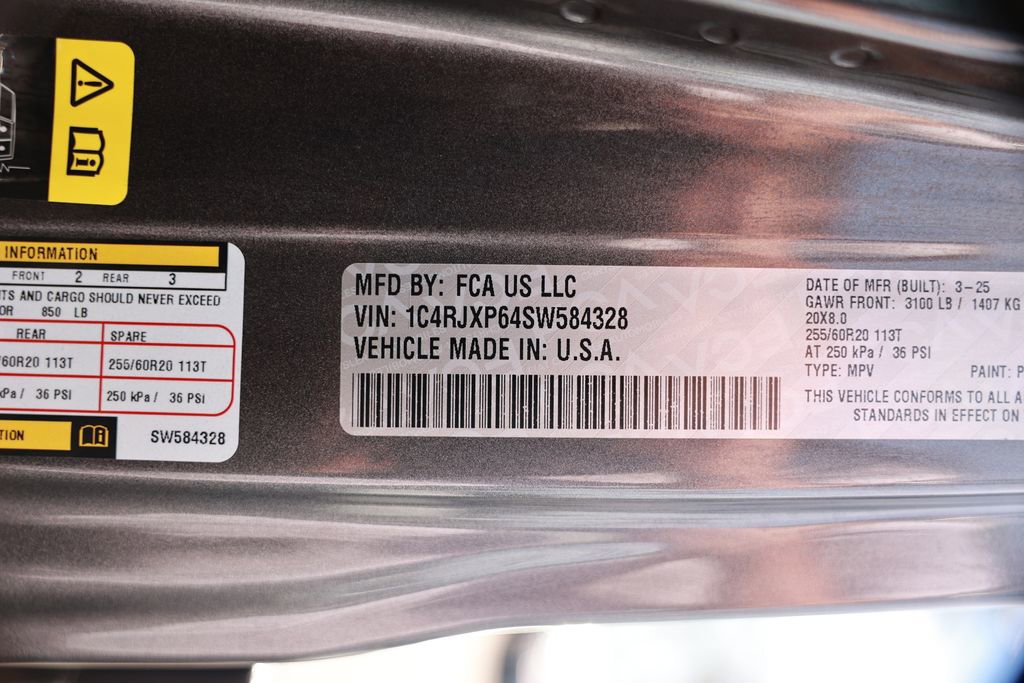 INFORMATION
FRONT 2 REAR 3
AND CARGO SHOULD NEVER EXCEED
850 LB
REAR SPARE
60R20 113T 255/60R20 113T
kPa / 36 PSI 250 kPa / 36 PSI
SW584328
MFD BY: FCA US LLC
VIN: 1C4RJXP64SW584328
VEHICLE MADE IN: U.S.A.
DATE OF MFR (BUILT): 3-25
GAWR FRONT: 3100 LB / 1407 KG
20X8.0
255/60R20 113T
AT 250 kPa / 36 PSI
TYPE: MPV PAINT: P
THIS VEHICLE CONFORMS TO ALL A
STANDARDS IN EFFECT ON